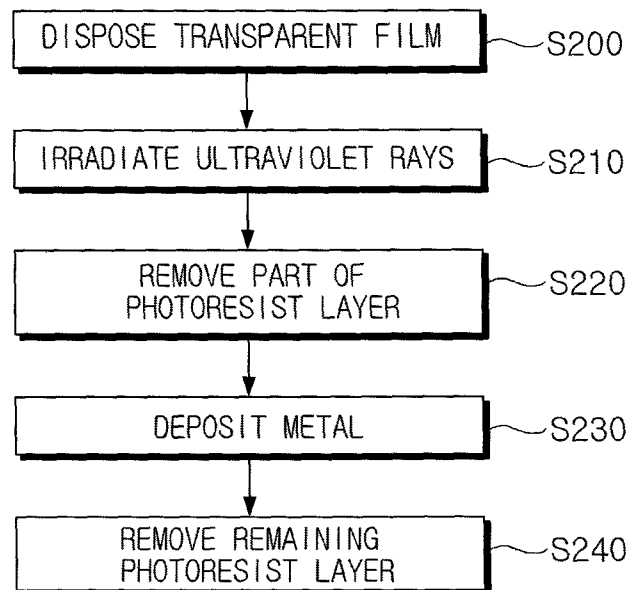 DISPOSE TRANSPARENT FILM
S200
IRRADIATE ULTRAVIOLET RAYS
S210
REMOVE PART OF
PHOTORESIST LAYER
S220
DEPOSIT METAL
S230
REMOVE REMAINING
PHOTORESIST LAYER
S240